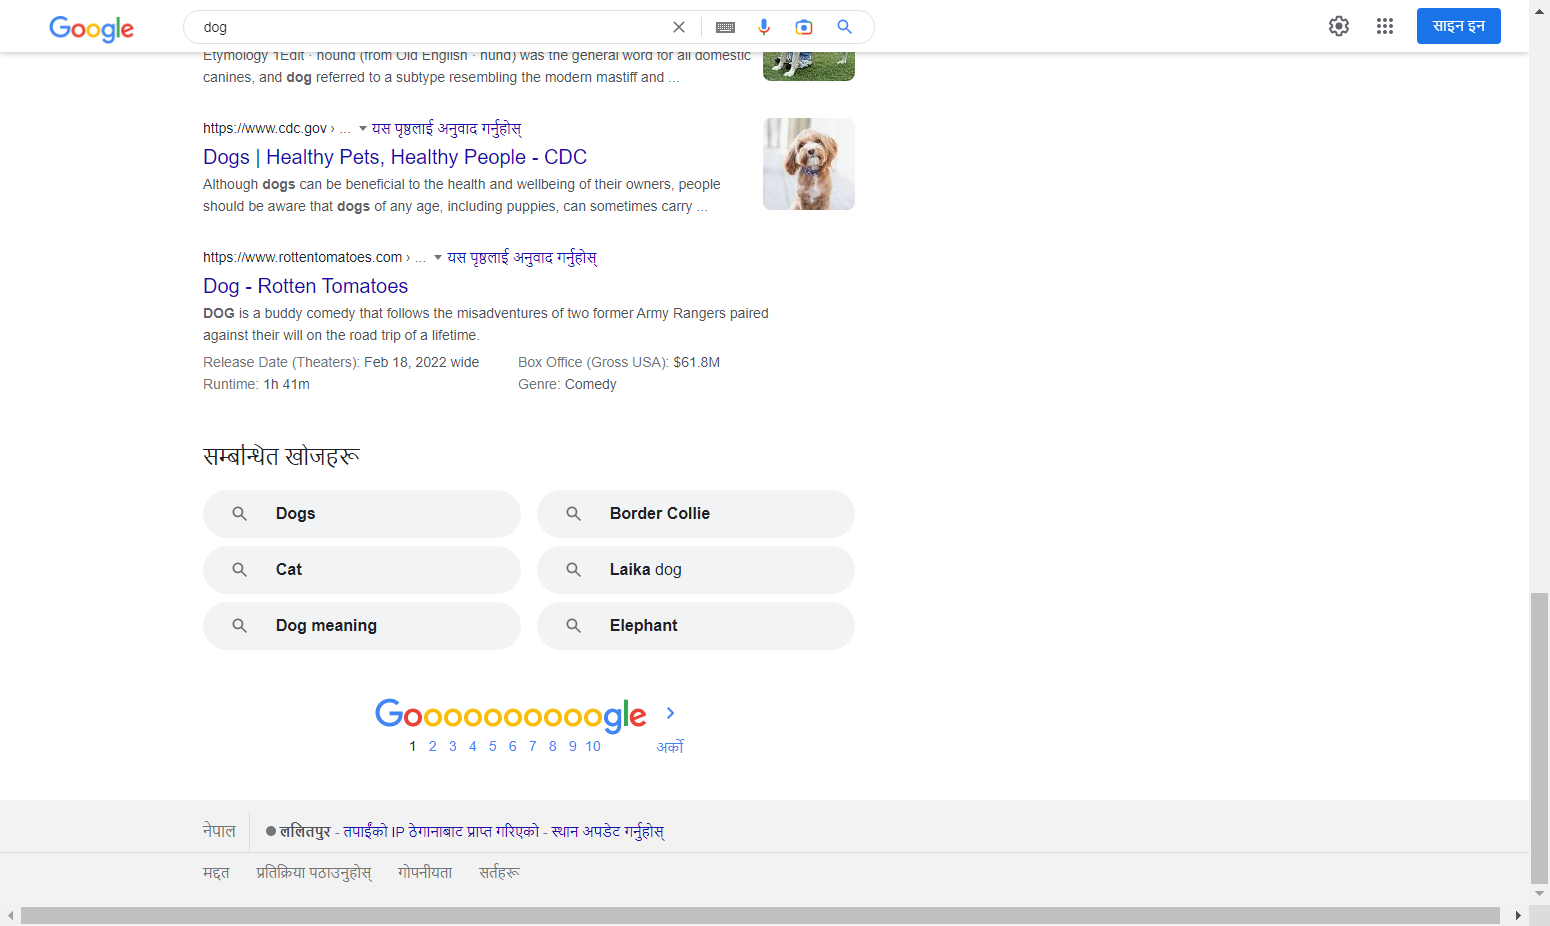 Google
dog
साइन इन
Etymology 1Edit · hound (from Old English · hund) was the general word for all domestic
canines, and dog referred to a subtype resembling the modern mastiff and ...
https://www.cdc.gov › ... यस पृष्ठलाई अनुवाद गर्नुहोस्
Dogs | Healthy Pets, Healthy People - CDC
Although dogs can be beneficial to the health and wellbeing of their owners, people
should be aware that dogs of any age, including puppies, can sometimes carry ...
https://www.rottentomatoes.com › ... यस पृष्ठलाई अनुवाद गर्नुहोस्
Dog - Rotten Tomatoes
DOG is a buddy comedy that follows the misadventures of two former Army Rangers paired
against their will on the road trip of a lifetime.
Release Date (Theaters): Feb 18, 2022 wide Box Office (Gross USA): $61.8M
Runtime: 1h 41m Genre: Comedy
सम्बन्धित खोजहरू
Dogs Border Collie
Cat Laika dog
Dog meaning Elephant
Goooooooooogle
1 2 3 4 5 6 7 8 9 10 अर्को
नेपाल ललितपुर - तपाईंको IP ठेगानाबाट प्राप्त गरिएको - स्थान अपडेट गर्नुहोस्
मद्दत प्रतिक्रिया पठाउनुहोस् गोपनीयता सर्तहरू